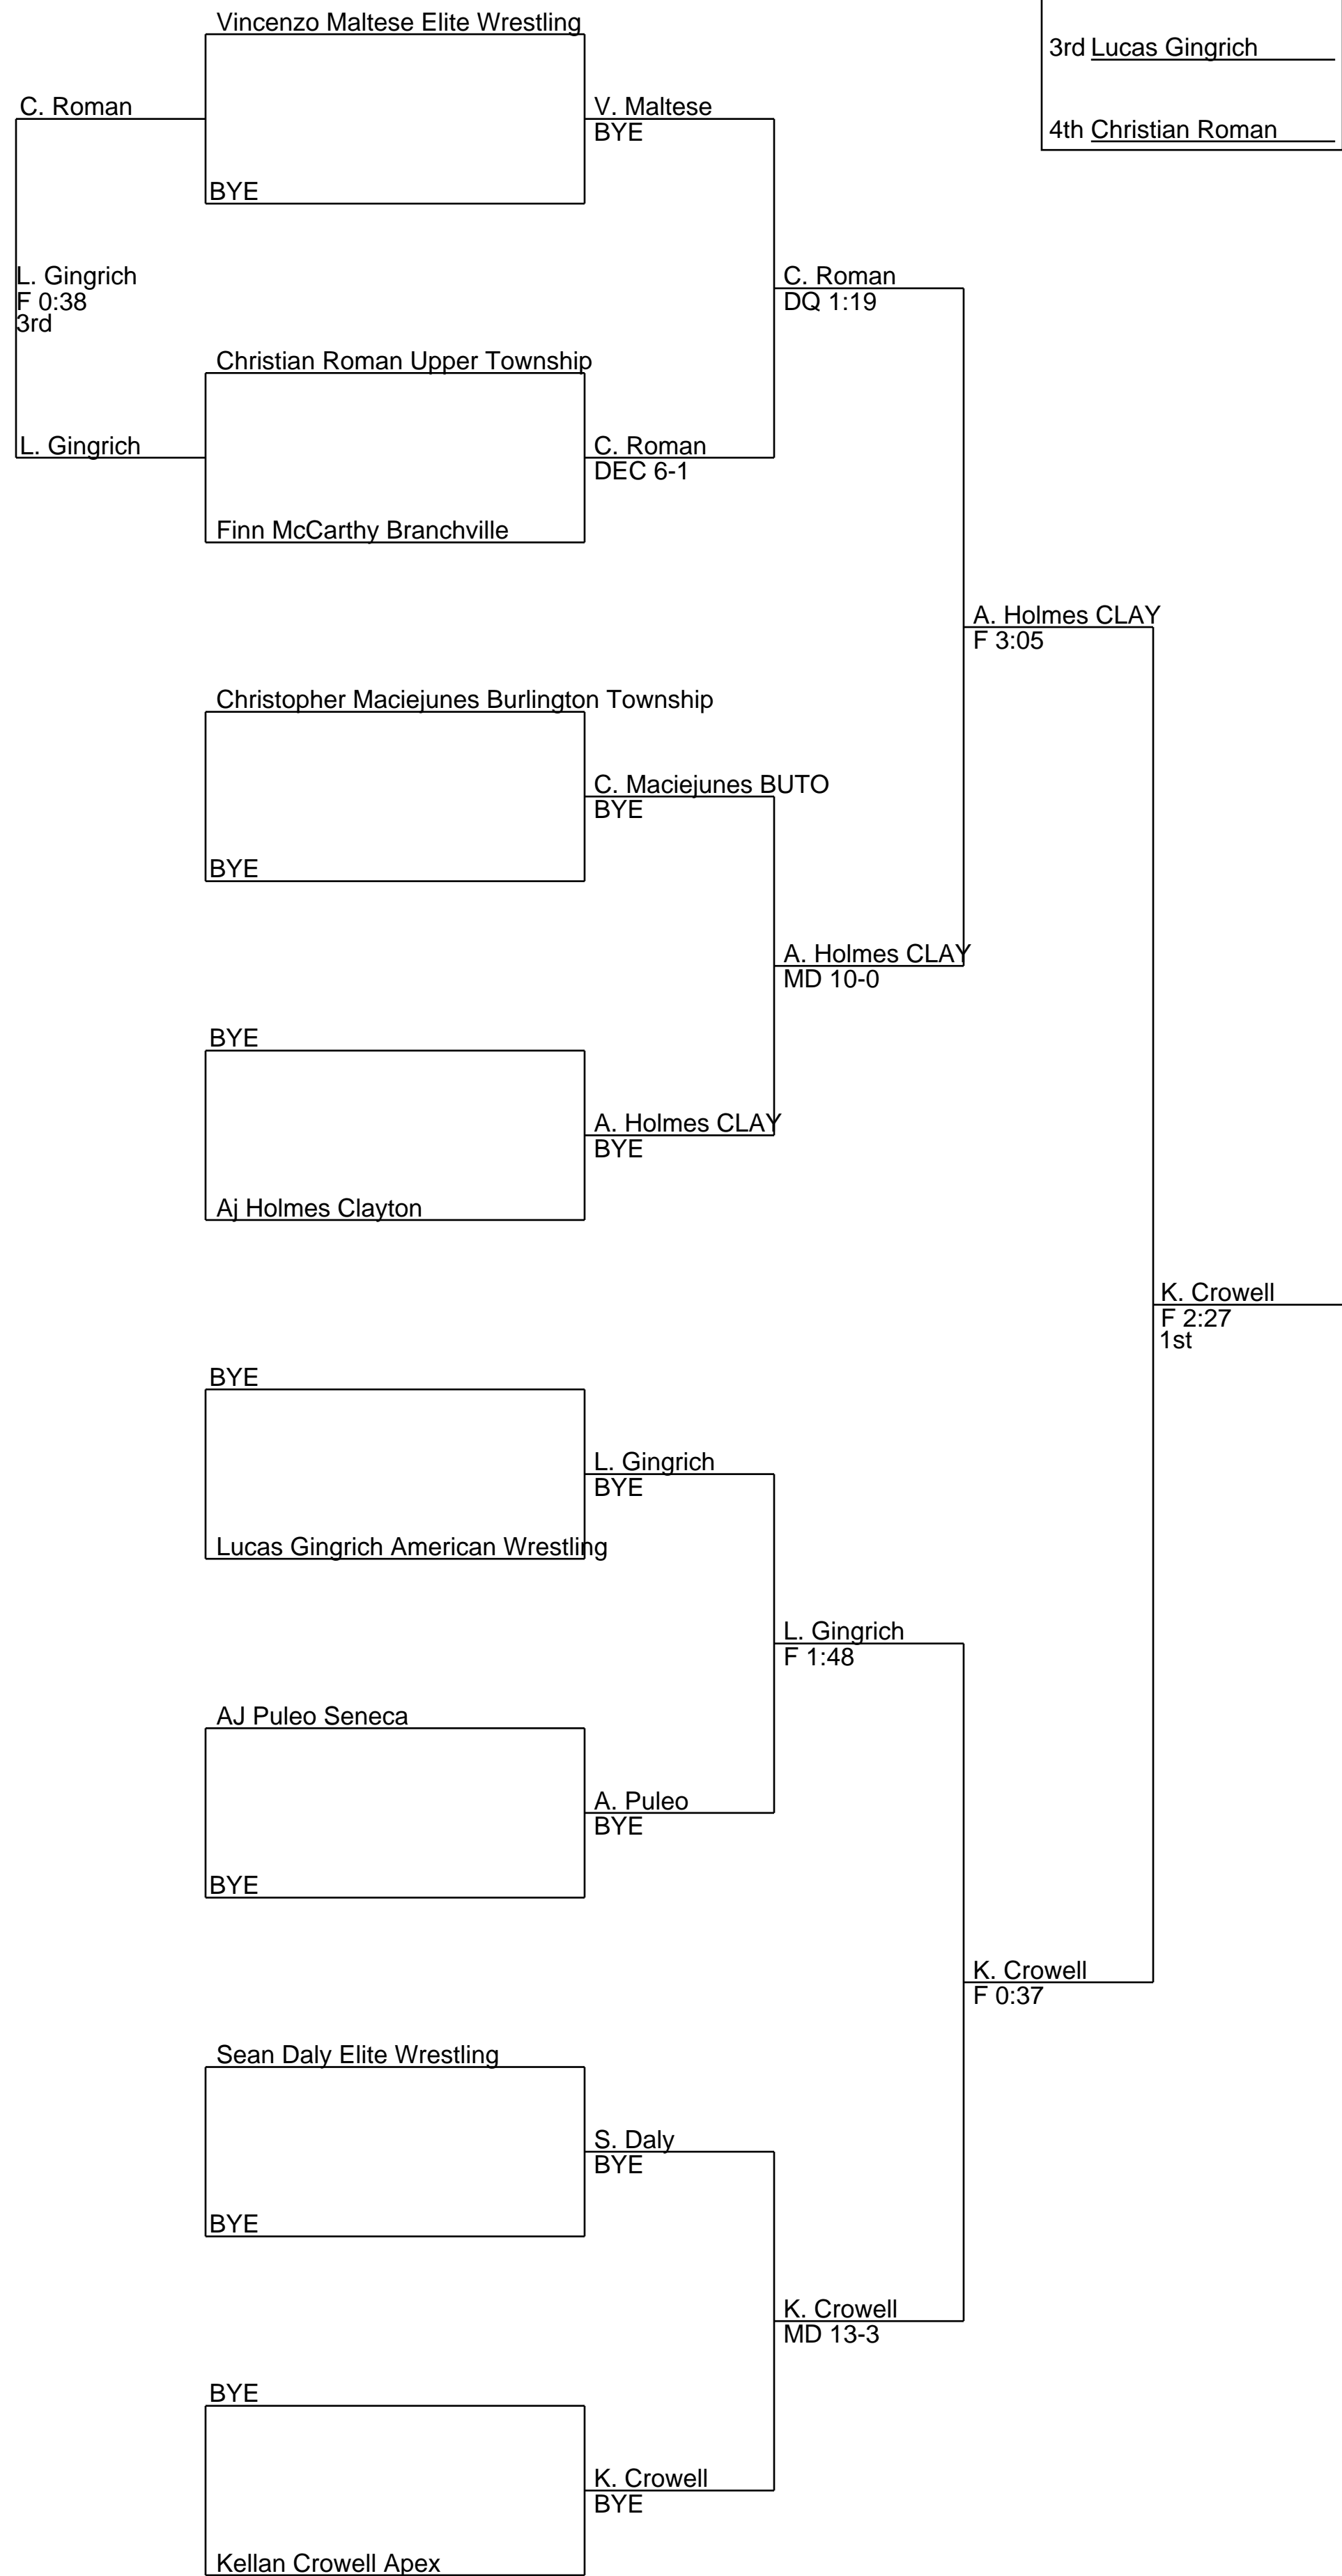 Vincenzo Maltese Elite Wrestling
3rd Lucas Gingrich
C. Roman
V. Maltese
BYE
4th Christian Roman
BYE
L. Gingrich
F 0:38
3rd
C. Roman
DQ 1:19
Christian Roman Upper Township
L. Gingrich
C. Roman
DEC 6-1
Finn McCarthy Branchville
A. Holmes CLAY
F 3:05
Christopher Maciejunes Burlington Township
C. Maciejunes BUTO
BYE
BYE
A. Holmes CLAY
MD 10-0
BYE
A. Holmes CLAY
BYE
Aj Holmes Clayton
K. Crowell
F 2:27
1st
BYE
L. Gingrich
BYE
Lucas Gingrich American Wrestling
L. Gingrich
F 1:48
AJ Puleo Seneca
A. Puleo
BYE
BYE
K. Crowell
F 0:37
Sean Daly Elite Wrestling
S. Daly
BYE
BYE
K. Crowell
MD 13-3
BYE
K. Crowell
BYE
Kellan Crowell Apex